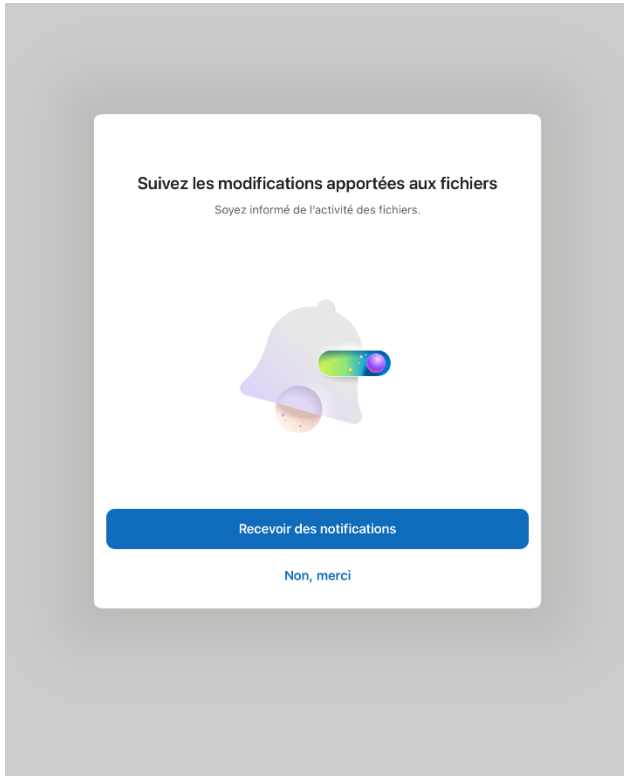 Suivez les modifications apportées aux fichiers
Soyez informé de l'activité des fichiers.
Recevoir des notifications
Non, merci